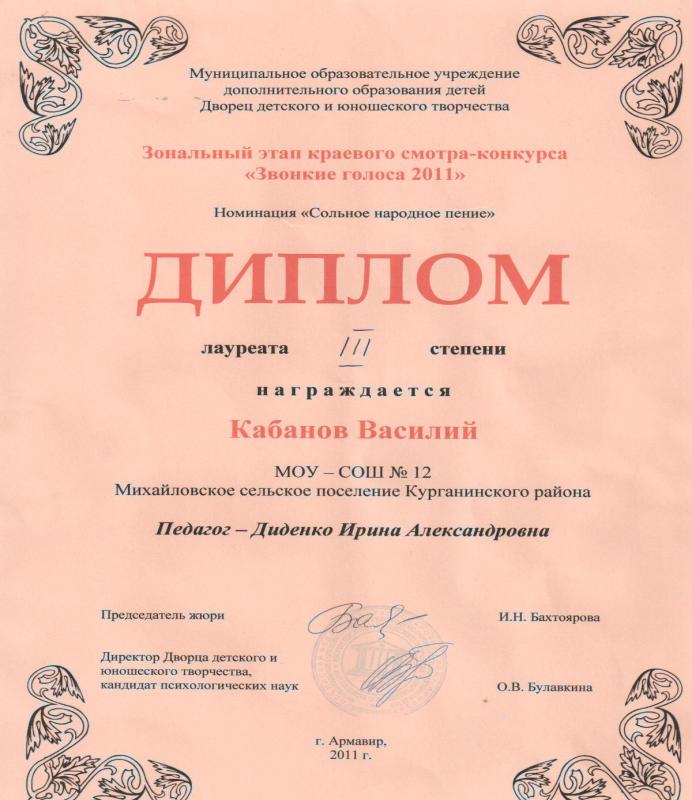 Муниципальное образовательное учреждение
дополнительного образования детей
Дворец детского и юношеского творчества
Зональный этап краевого смотра-конкурса
«Звонкие голоса 2011»
Номинация «Сольное народное пение»
ДИПЛОМ
лауреата III степени
награждается
Кабанов Василий
МОУ – СОШ № 12
Михайловское сельское поселение Курганинского района
Педагог – Диденко Ирина Александровна
Председатель жюри И.Н. Бахтоярова
Директор Дворца детского и
юношеского творчества,
кандидат психологических наук О.В. Булавкина
г. Армавир,
2011 г.